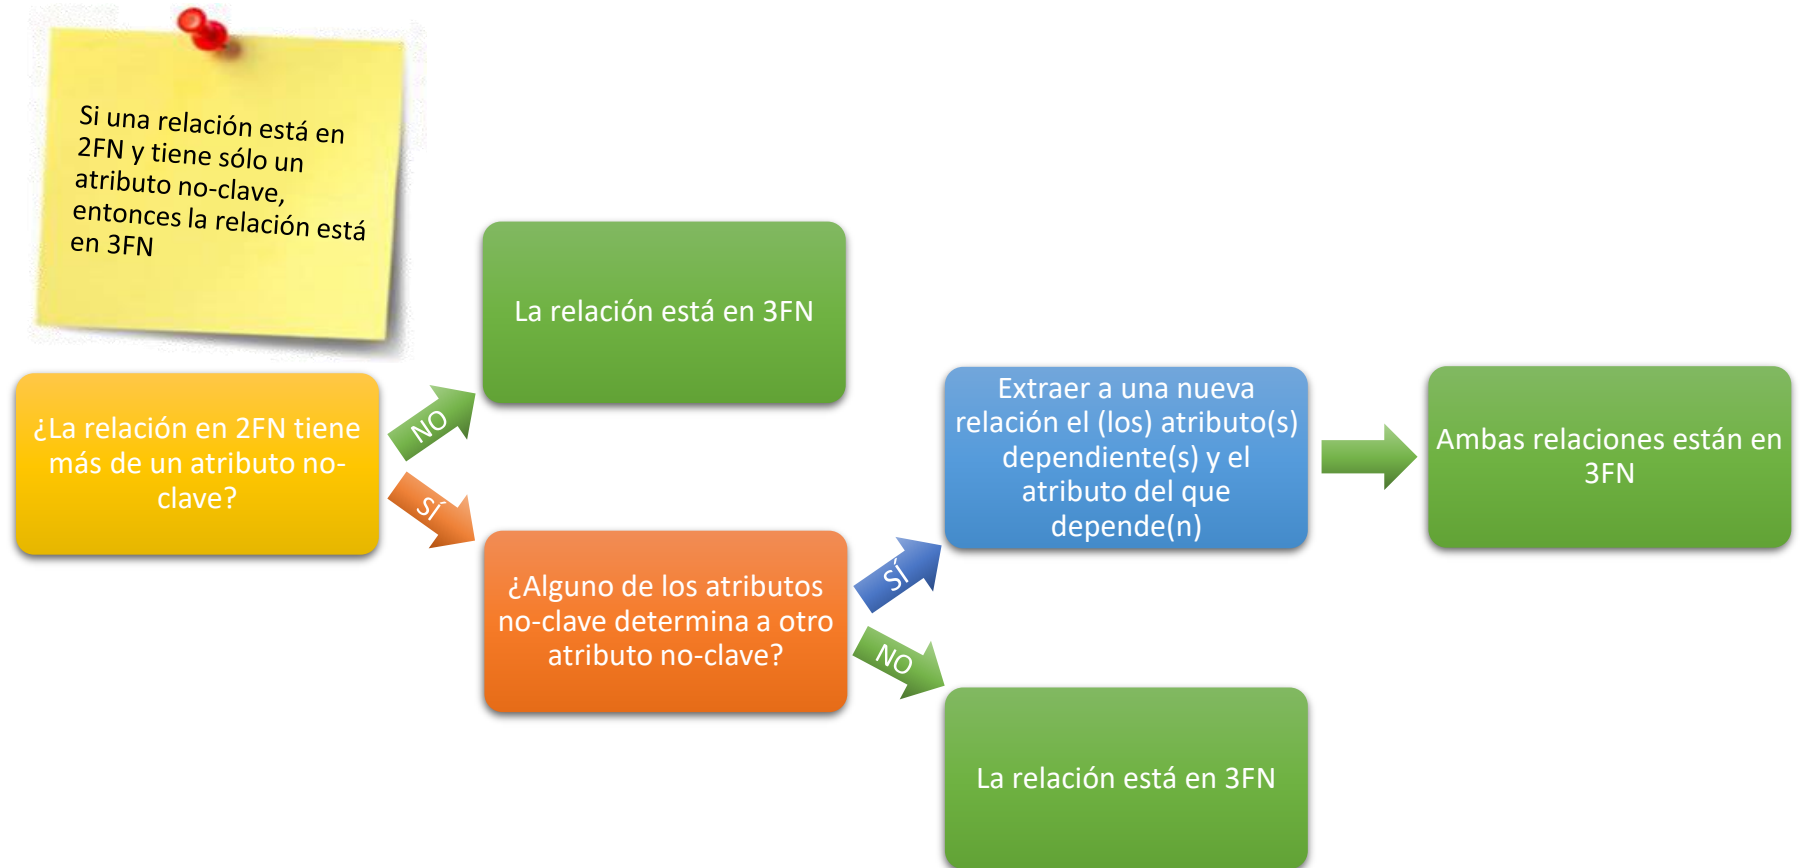 Si una relación está en
2FN y tiene sólo un
atributo no-clave,
entonces la relación está
en 3FN
La relación está en 3FN
¿La relación en 2FN tiene
más de un atributo no-
clave?
NO
SÍ
¿Alguno de los atributos
no-clave determina a otro
atributo no-clave?
SÍ
NO
Extraer a una nueva
relación el (los) atributo(s)
dependiente(s) y el
atributo del que
depende(n)
Ambas relaciones están en
3FN
La relación está en 3FN